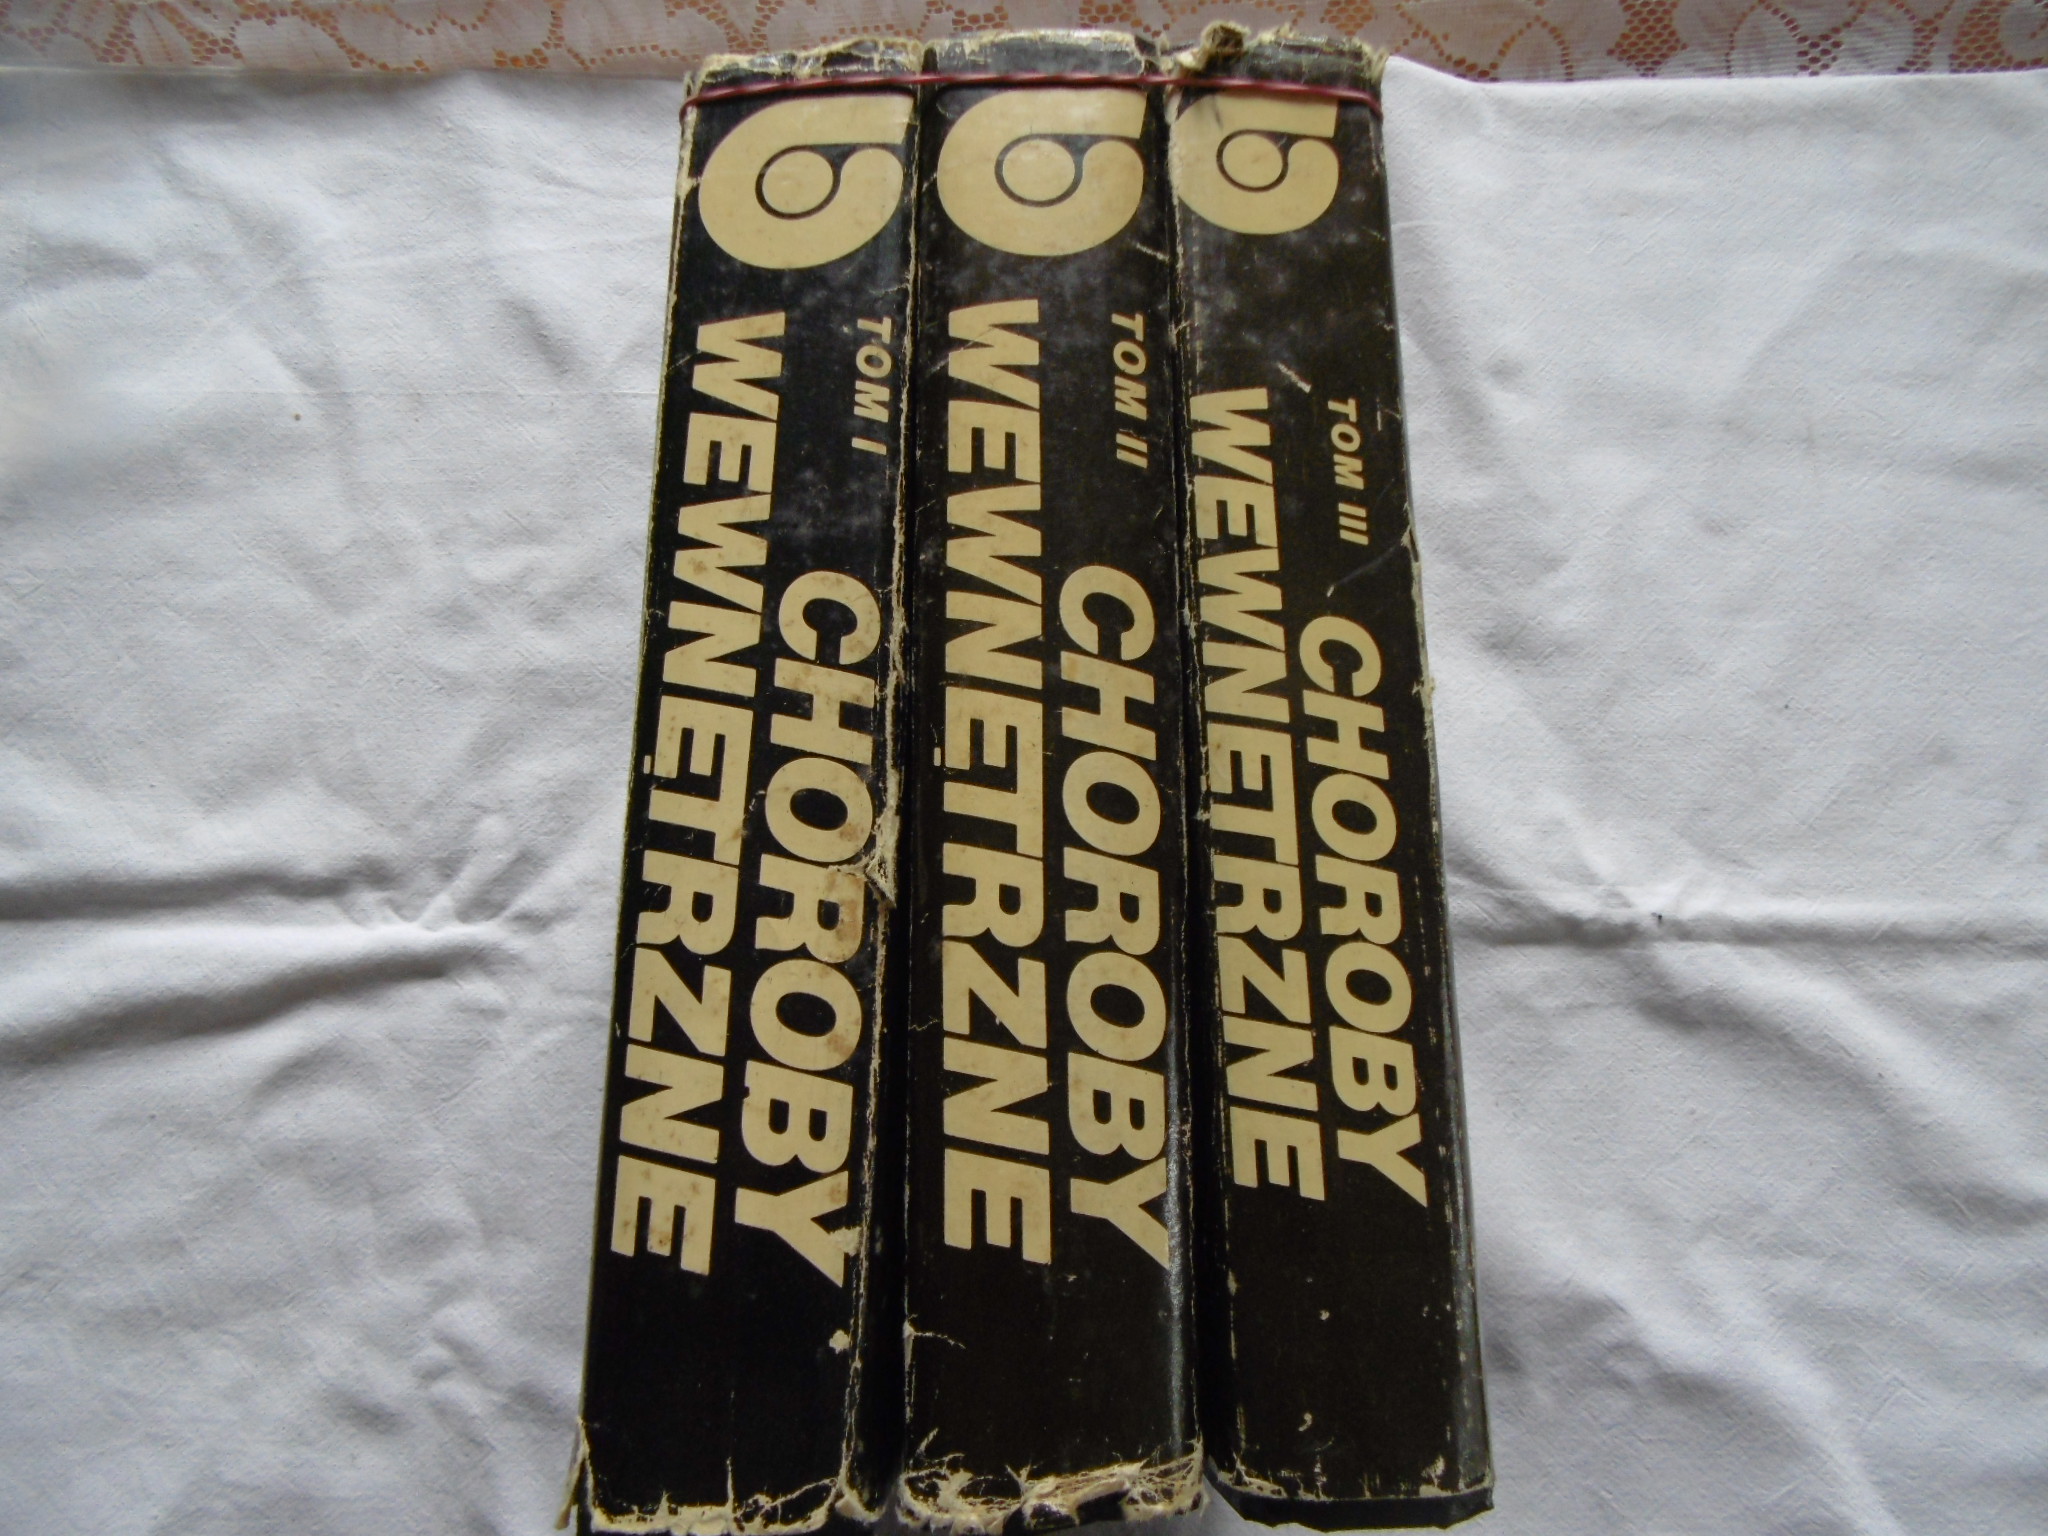 TOM I
CHOROBY
WEWNĘTRZNE
TOM II
CHOROBY
WEWNĘTRZNE
TOM III
CHOROBY
WEWNĘTRZNE